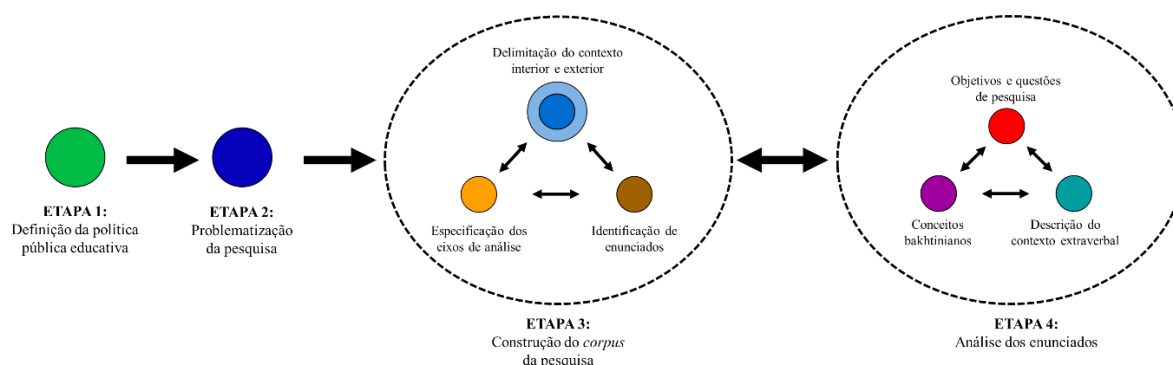 ETAPA 1:
Definição da política
pública educativa
ETAPA 2:
Problematização
da pesquisa
Delimitação do contexto
interior e exterior
Especificação dos
eixos de análise
Identificação de
enunciados
ETAPA 3:
Construção do corpus
da pesquisa
Objetivos e questões
de pesquisa
Conceitos
bakhtinianos
Descrição do
contexto extraverbal
ETAPA 4:
Análise dos enunciados